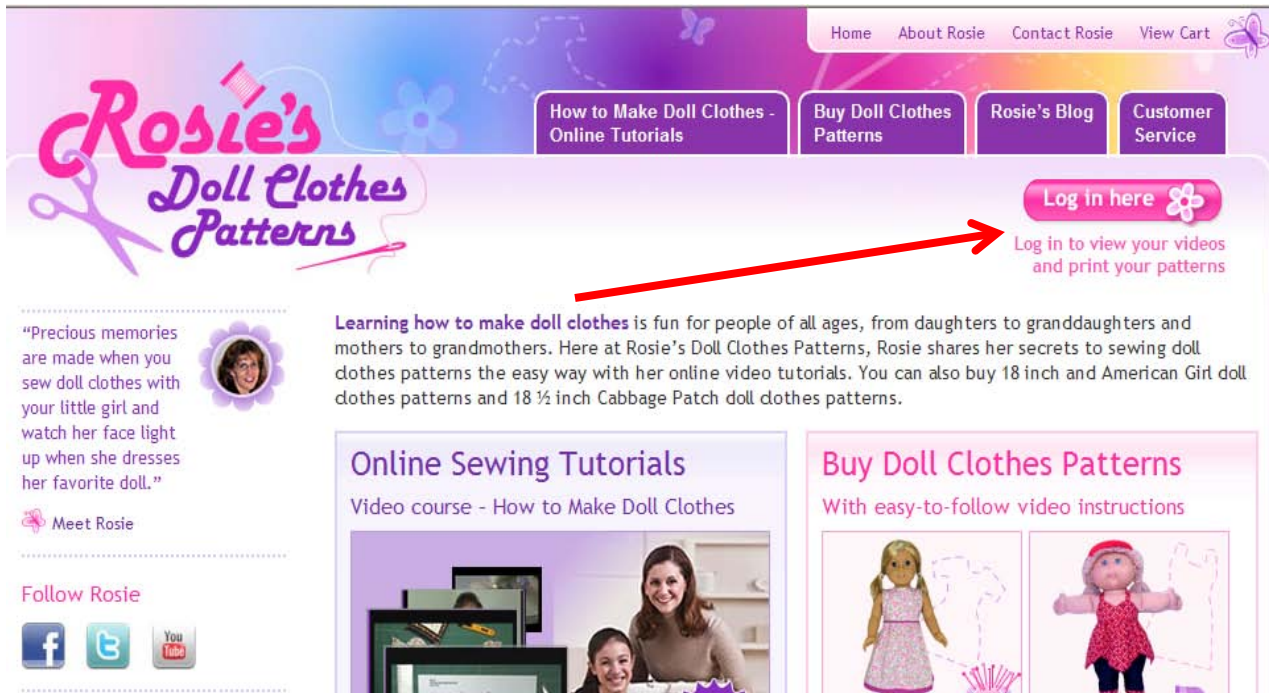 Home About Rosie Contact Rosie View Cart
Rosie's
Doll Clothes
Patterns
How to Make Doll Clothes -
Online Tutorials
Buy Doll Clothes
Patterns
Rosie's Blog
Customer
Service
Log in here
Log in to view your videos
and print your patterns
“Precious memories
are made when you
sew doll clothes with
your little girl and
watch her face light
up when she dresses
her favorite doll.”
Meet Rosie
Follow Rosie
f
t
You
Tube
Learning how to make doll clothes is fun for people of all ages, from daughters to granddaughters and
mothers to grandmothers. Here at Rosie’s Doll Clothes Patterns, Rosie shares her secrets to sewing doll
clothes patterns the easy way with her online video tutorials. You can also buy 18 inch and American Girl doll
clothes patterns and 18 ½ inch Cabbage Patch doll clothes patterns.
Online Sewing Tutorials
Video course – How to Make Doll Clothes
Buy Doll Clothes Patterns
With easy-to-follow video instructions